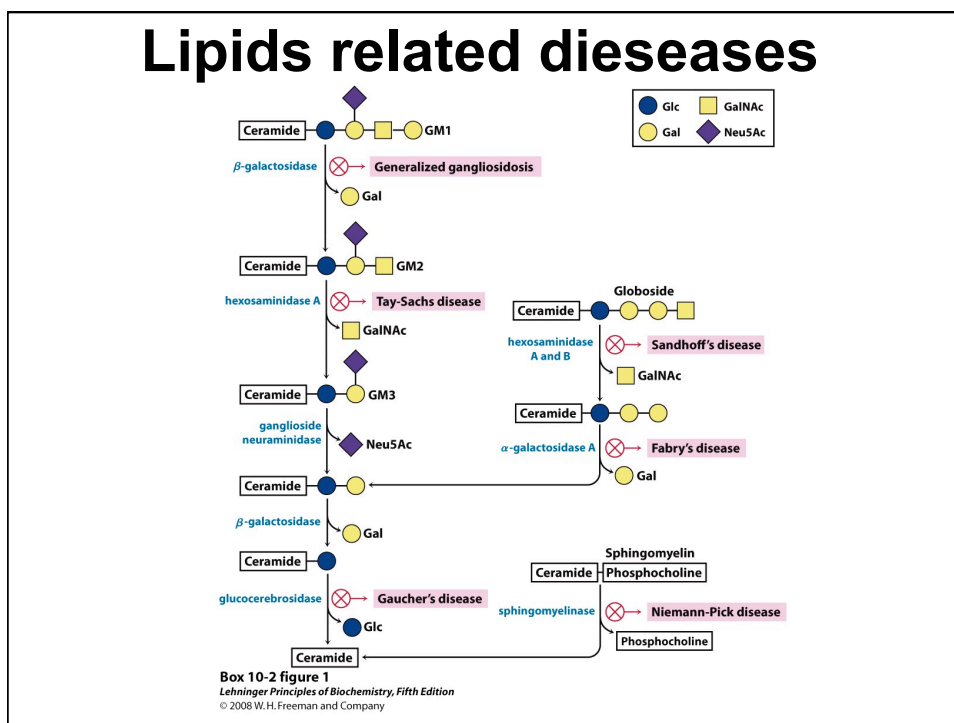 Lipids related dieseases
Glc
GalNAc
Gal
Neu5Ac
Ceramide
GM1
β-galactosidase
Generalized gangliosidosis
Gal
Ceramide
GM2
hexosaminidase A
Tay-Sachs disease
GalNAc
Ceramide
GM3
ganglioside
neuraminidase
Neu5Ac
Globoside
Ceramide
hexosaminidase
A and B
Sandhoff's disease
GalNAc
Ceramide
α-galactosidase A
Fabry's disease
Gal
Ceramide
β-galactosidase
Gal
Ceramide
glucocerebrosidase
Gaucher's disease
Glc
Sphingomyelin
Ceramide
Phosphocholine
sphingomyelinase
Niemann-Pick disease
Phosphocholine
Ceramide
Box 10-2 figure 1
Lehninger Principles of Biochemistry, Fifth Edition
© 2008 W. H. Freeman and Company